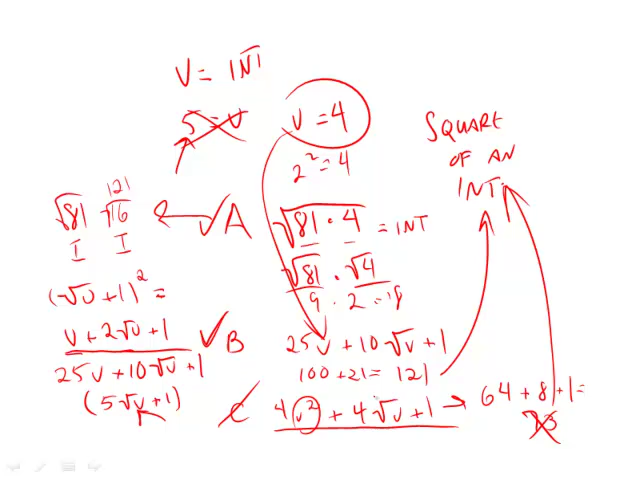 V = INT
5 = V
V = 4
2² = 4
SQUARE
OF AN
INT
121
√81 √16
I I
√A
√81 · 4 = INT
√81 · √4
9 · 2 = 18
(√V + 1)² =
V + 2√V + 1
√B
25V + 10√V + 1
(5√V + 1)
25V + 10√V + 1
100 + 21 = 121
C
4V² + 4√V + 1 → 64 + 8 + 1 =
73